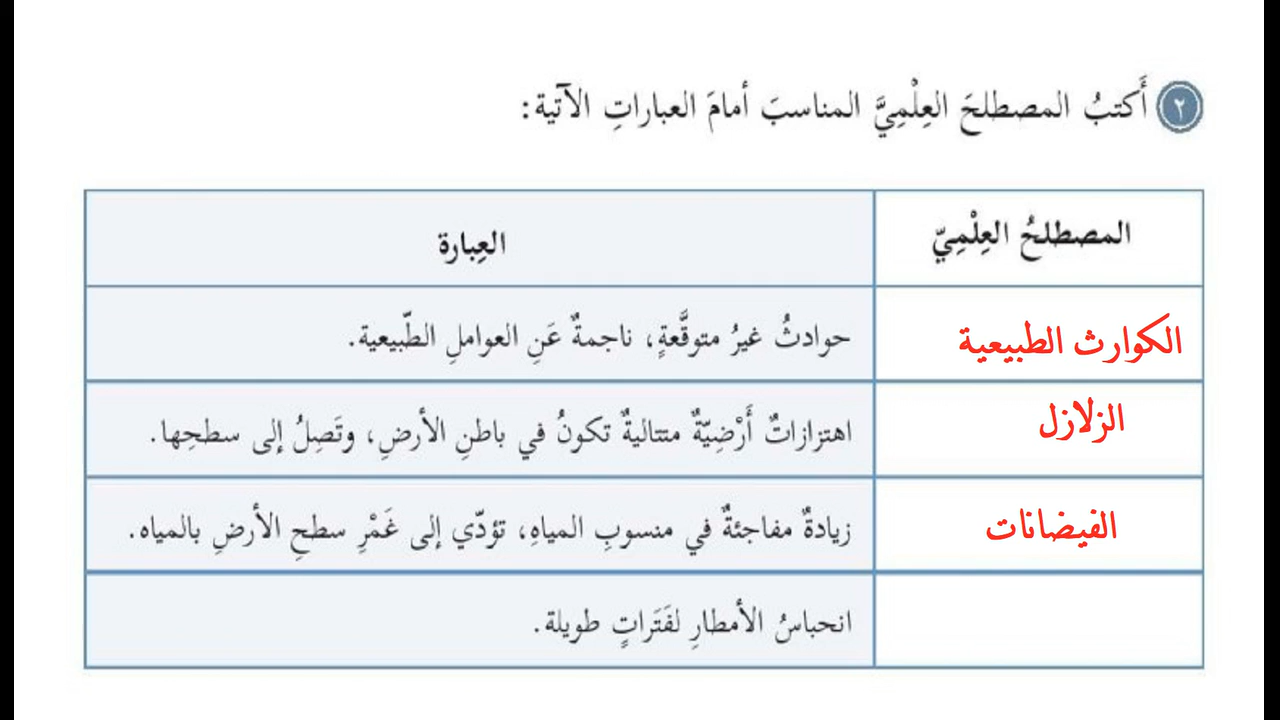 ٢ أَكتبُ المصطلحَ العِلْمِيَّ المناسبَ أمامَ العباراتِ الآتية:
المصطلحُ العِلْمِيّ العِبارة
الكوارث الطبيعية حوادثُ غيرُ متوقَّعةٍ، ناجمةٌ عَنِ العواملِ الطّبيعية.
الزلازل اهتزازاتٌ أَرْضِيّةٌ متتاليةٌ تكونُ في باطنِ الأرضِ، وتَصِلُ إلى سطحِها.
الفيضانات زيادةٌ مفاجئةٌ في منسوبِ المياهِ، تؤدّي إلى غَمْرِ سطحِ الأرضِ بالمياه.
انحباسُ الأمطارِ لفَتَراتٍ طويلة.